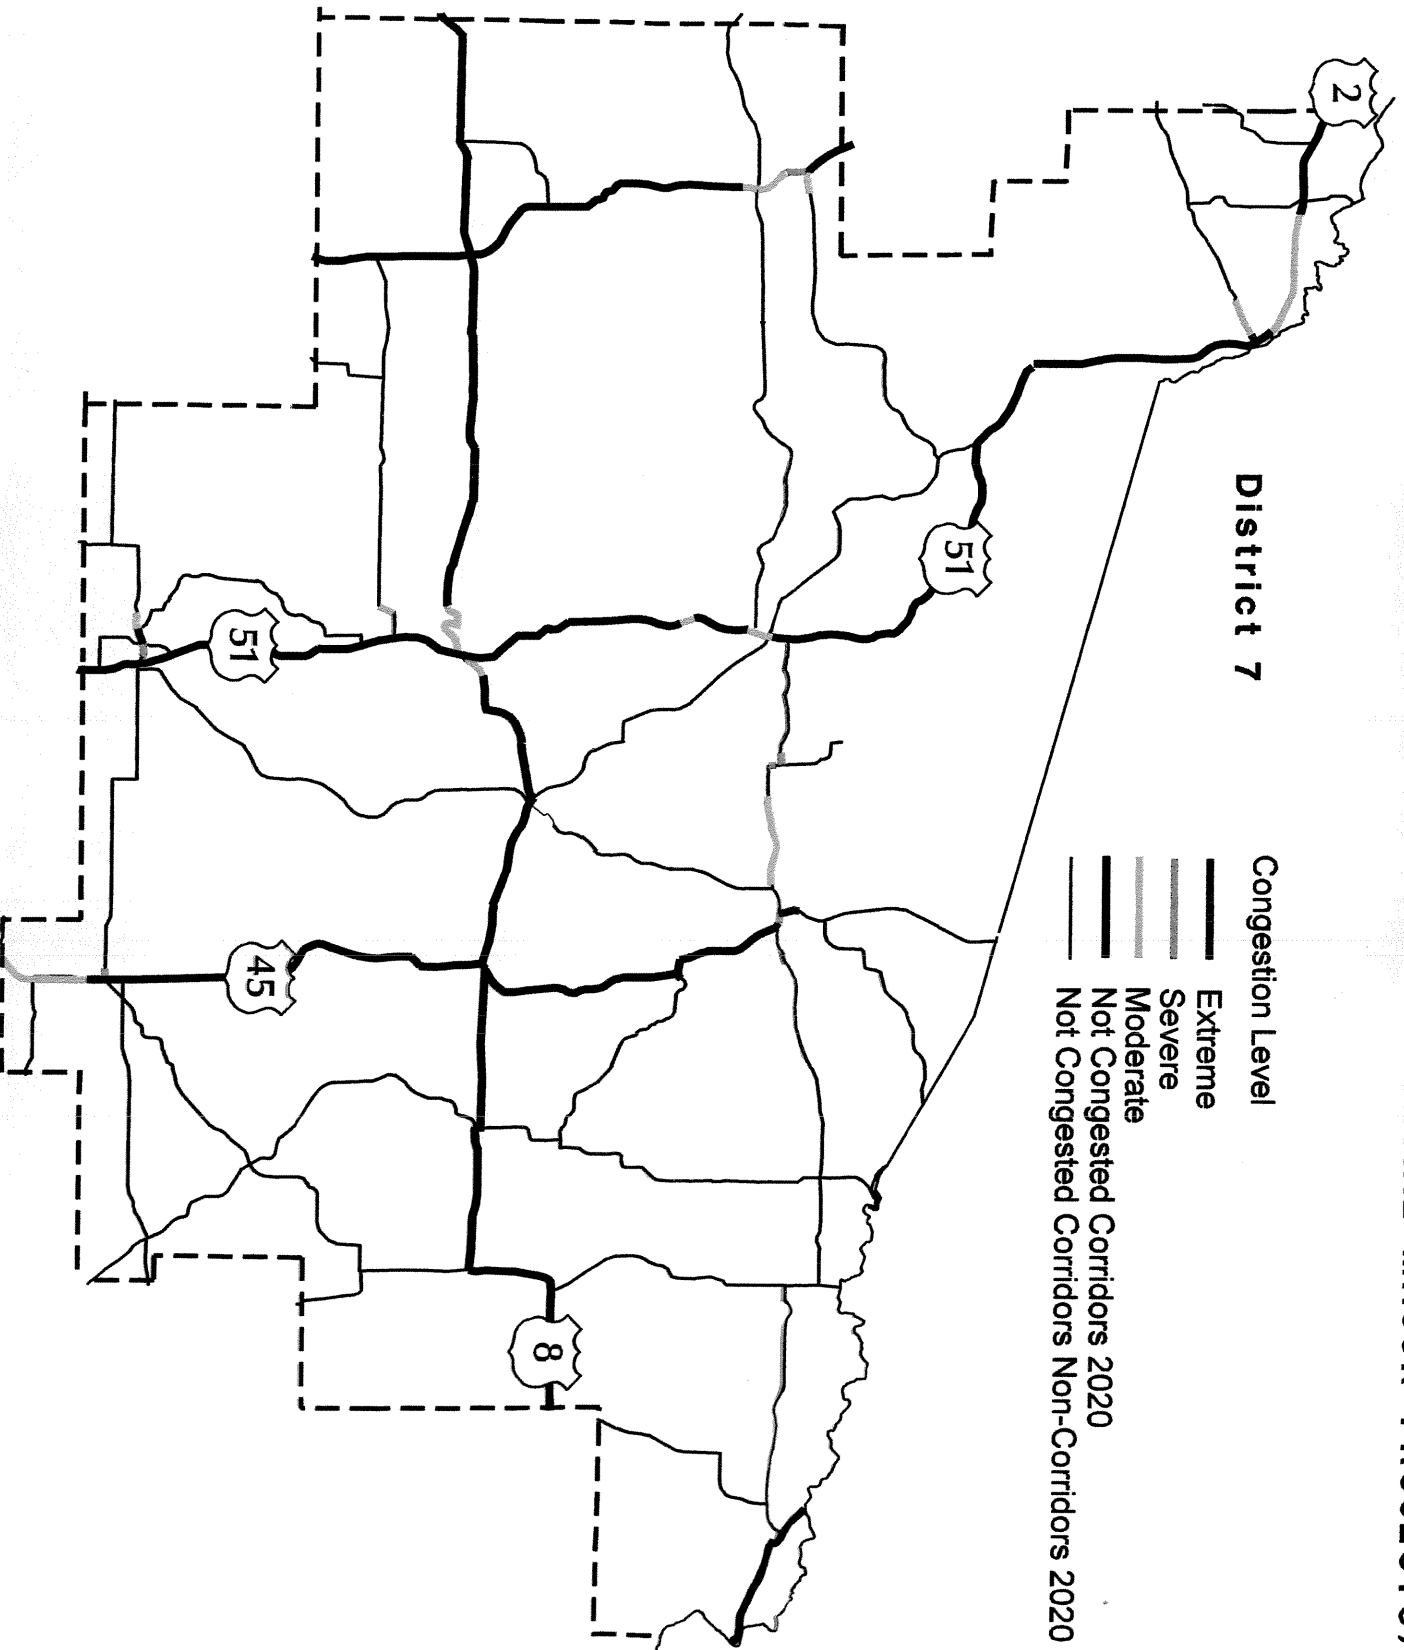 District 7
Congestion Level
Extreme
Severe
Moderate
Not Congested Corridors 2020
Not Congested Corridors Non-Corridors 2020
2
51
51
45
8